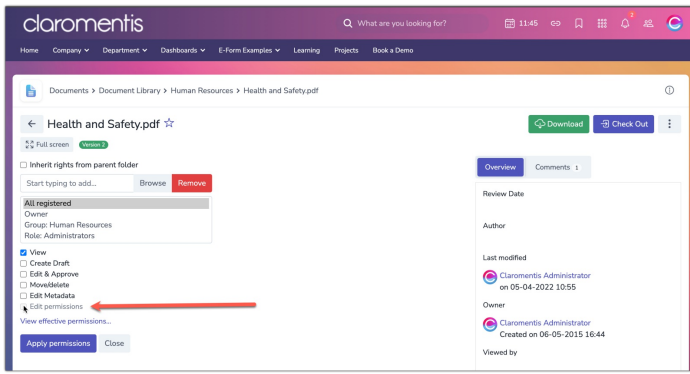 claromentis
What are you looking for?
11:45
2
Home Company Department Dashboards E-Form Examples Learning Projects Book a Demo
Documents > Document Library > Human Resources > Health and Safety.pdf
Health and Safety.pdf
Download
Check Out
Full screen
Version 2
Inherit rights from parent folder
Start typing to add...
Browse
Remove
All registered
Owner
Group: Human Resources
Role: Administrators
View
Create Draft
Edit & Approve
Move/delete
Edit Metadata
Edit permissions
View effective permissions...
Apply permissions
Close
Overview
Comments 1
Review Date
Author
Last modified
Claromentis Administrator
on 05-04-2022 10:55
Owner
Claromentis Administrator
Created on 06-05-2015 16:44
Viewed by